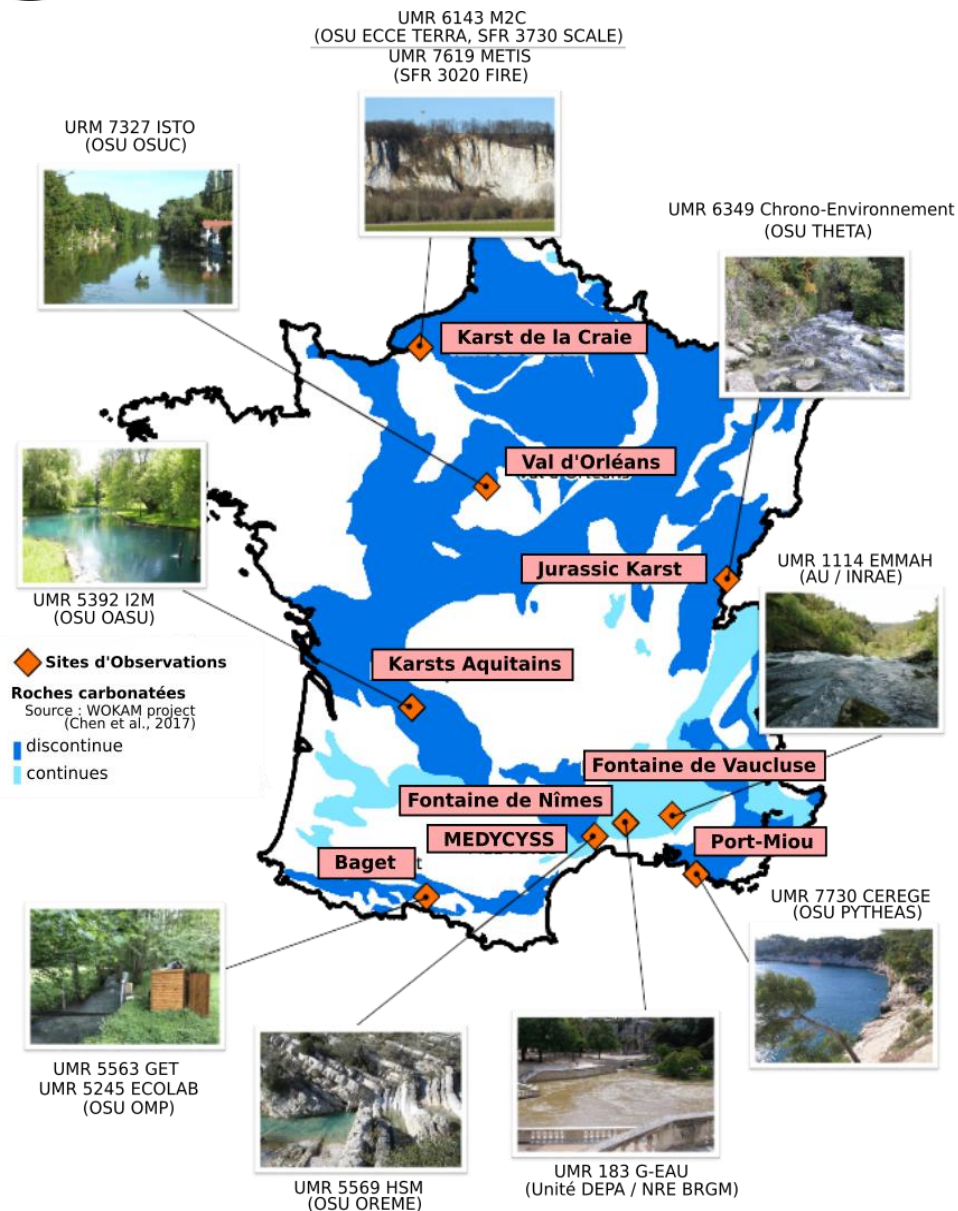 UMR 6143 M2C
(OSU ECCE TERRA, SFR 3730 SCALE)
UMR 7619 METIS
(SFR 3020 FIRE)
URM 7327 ISTO
(OSU OSUC)
UMR 6349 Chrono-Environnement
(OSU THETA)
Karst de la Craie
Val d'Orléans
Jurassic Karst
UMR 1114 EMMAH
(AU / INRAE)
UMR 5392 I2M
(OSU OASU)
Karsts Aquitains
Sites d'Observations
Roches carbonatées
Source : WOKAM project
(Chen et al., 2017)
discontinue
continues
Fontaine de Vaucluse
Fontaine de Nîmes
MEDYCYSS
Port-Miou
Baget
UMR 7730 CEREGE
(OSU PYTHEAS)
UMR 5563 GET
UMR 5245 ECOLAB
(OSU OMP)
UMR 5569 HSM
(OSU OREME)
UMR 183 G-EAU
(Unité DEPA / NRE BRGM)